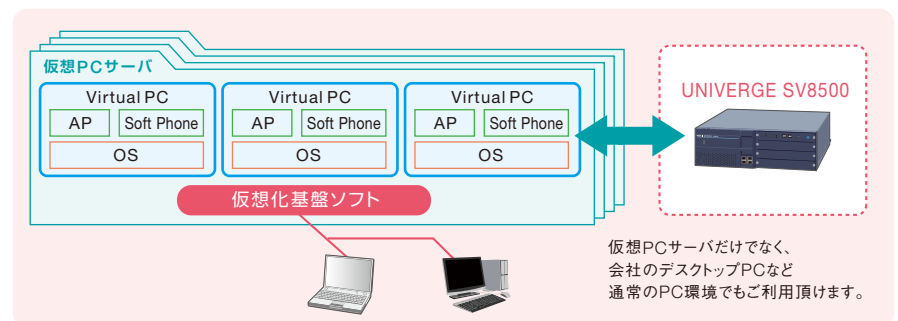 仮想PCサーバ
Virtual PC
AP
Soft Phone
OS
Virtual PC
AP
Soft Phone
OS
Virtual PC
AP
Soft Phone
OS
仮想化基盤ソフト
UNIVERGE SV8500
仮想PCサーバだけでなく、
会社のデスクトップPCなど
通常のPC環境でもご利用頂けます。